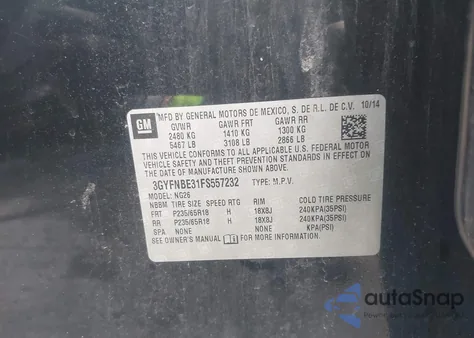 GM
MFD BY GENERAL MOTORS DE MEXICO, S. DE R.L. DE C.V. 10/14
GVWR GAWR FRT GAWR RR
2480 KG 1410 KG 1300 KG
5467 LB 3108 LB 2866 LB
THIS VEHICLE CONFORMS TO ALL APPLICABLE U.S. FEDERAL MOTOR
VEHICLE SAFETY AND THEFT PREVENTION STANDARDS IN EFFECT ON THE
DATE OF MANUFACTURE SHOWN ABOVE.
3GYFNBE31FS557232 TYPE: M.P.V.
MODEL: NG26
NBBM TIRE SIZE SPEED RTG RIM COLD TIRE PRESSURE
FRT P235/65R18 H 18X8J 240KPA(35PSI)
RR P235/65R18 H 18X8J 240KPA(35PSI)
SPA NONE NONE NONE KPA(PSI)
SEE OWNERS MANUAL FOR MORE INFORMATION
autoSnap